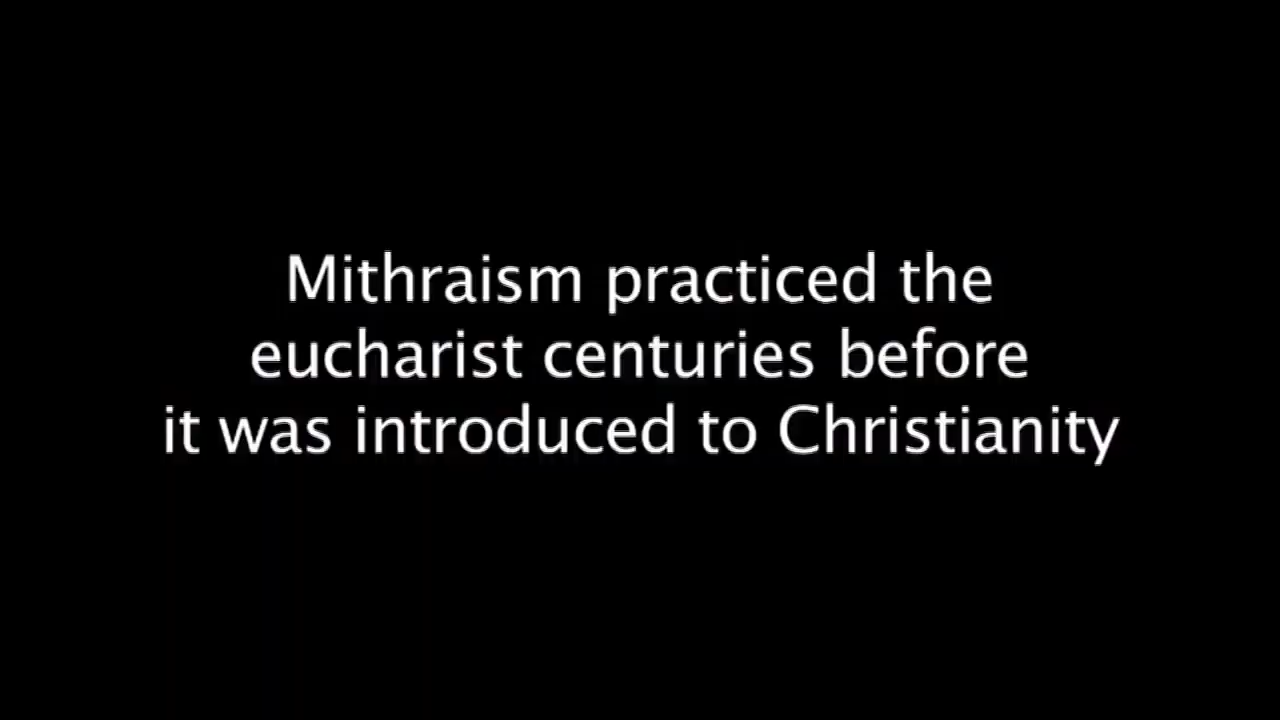 Mithraism practiced the
eucharist centuries before
it was introduced to Christianity